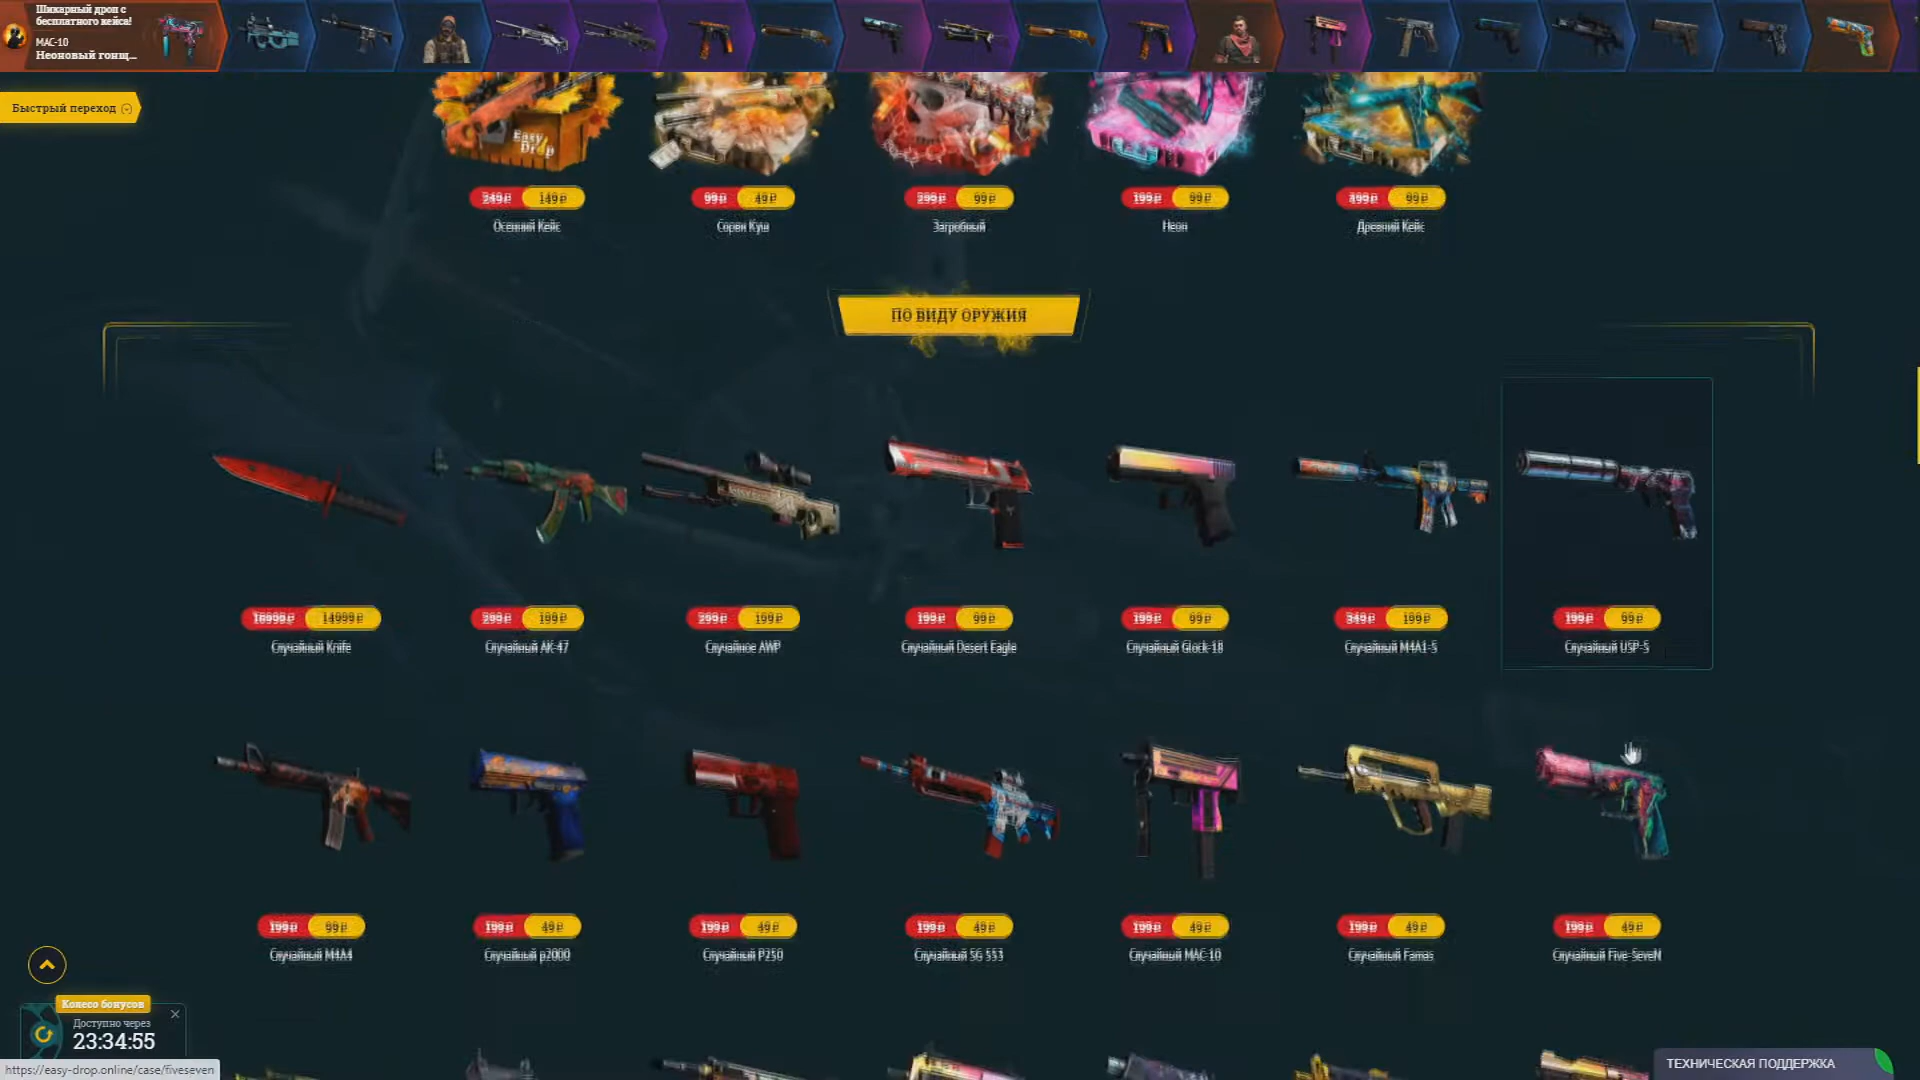 Шикарный дроп с
бесплатного кейса!
MAC-10
Неоновый гонщ...
Быстрый переход
Easy Drop
249₽ 149₽
99₽ 49₽
299₽ 99₽
199₽ 99₽
499₽ 99₽
Осенний Кейс
Сорви Куш
Загробный
Неон
Древний Кейс
ПО ВИДУ ОРУЖИЯ
14999₽
299₽ 199₽
299₽ 199₽
199₽ 99₽
199₽ 99₽
349₽ 199₽
199₽ 99₽
Случайный Knife
Случайный AK-47
Случайное AWP
Случайный Desert Eagle
Случайный Glock-18
Случайный M4A1-S
Случайный USP-S
199₽ 99₽
199₽ 49₽
199₽ 49₽
199₽ 49₽
199₽ 49₽
199₽ 49₽
199₽ 49₽
Случайный M4A4
Случайный p2000
Случайный P250
Случайный SG 553
Случайный MAC-10
Случайный Famas
Случайный Five-SeveN
Колесо бонусов
Доступно через
23:34:55
https://easy-drop.online/case/fiveseven
ТЕХНИЧЕСКАЯ ПОДДЕРЖКА